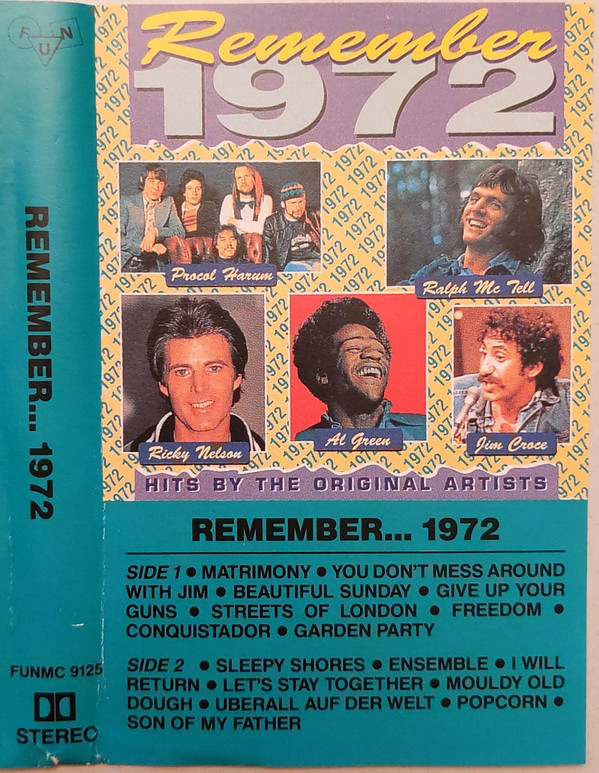 FUN
REMEMBER... 1972
FUNMC 9125
STEREO
Remember
1972
Procol Harum
Ralph Mc Tell
Ricky Nelson
Al Green
Jim Croce
HITS BY THE ORIGINAL ARTISTS
REMEMBER... 1972
SIDE 1 ● MATRIMONY ● YOU DON'T MESS AROUND
WITH JIM ● BEAUTIFUL SUNDAY ● GIVE UP YOUR
GUNS ● STREETS OF LONDON ● FREEDOM ●
CONQUISTADOR ● GARDEN PARTY
SIDE 2 ● SLEEPY SHORES ● ENSEMBLE ● I WILL
RETURN ● LET'S STAY TOGETHER ● MOULDY OLD
DOUGH ● UBERALL AUF DER WELT ● POPCORN ●
SON OF MY FATHER